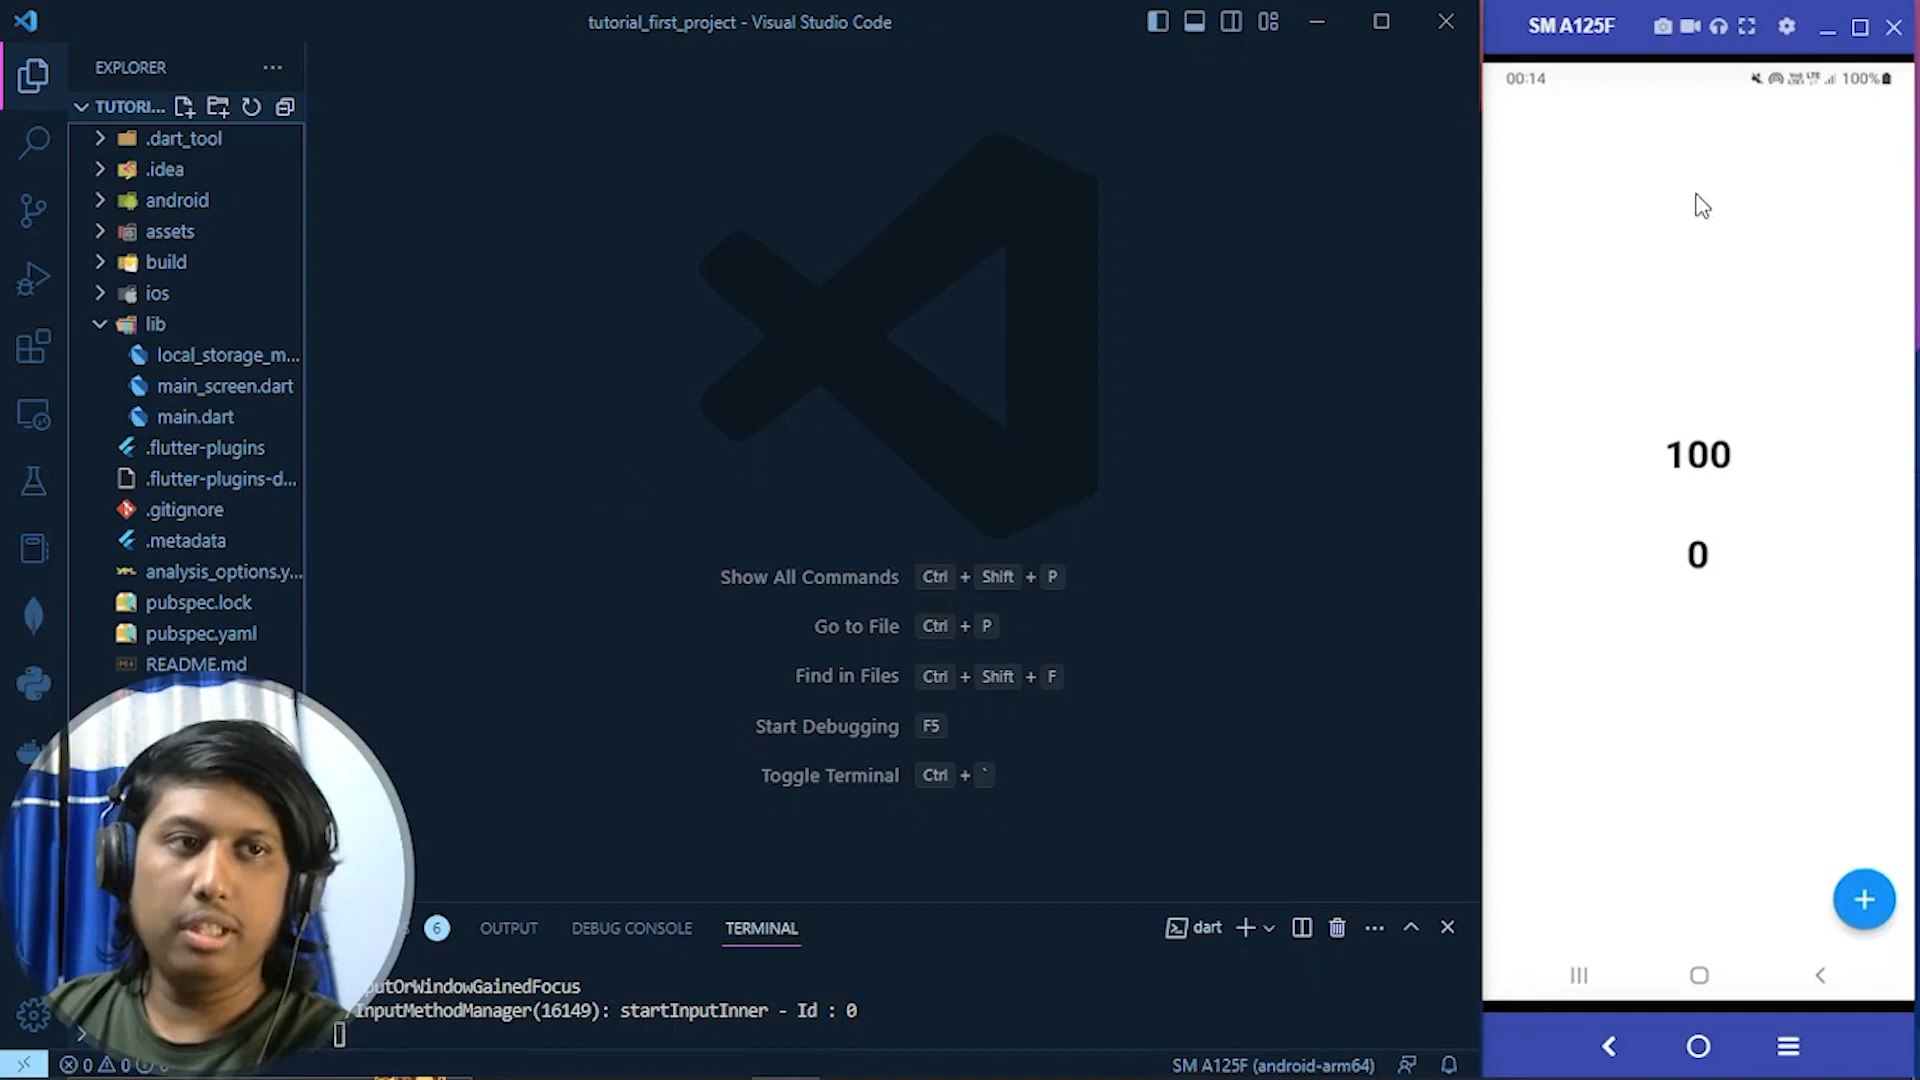 tutorial_first_project - Visual Studio Code
EXPLORER
TUTORI...
.dart_tool
.idea
android
assets
build
ios
lib
local_storage_m...
main_screen.dart
main.dart
.flutter-plugins
.flutter-plugins-d...
.gitignore
.metadata
analysis_options.y...
pubspec.lock
pubspec.yaml
README.md
Show All Commands Ctrl + Shift + P
Go to File Ctrl + P
Find in Files Ctrl + Shift + F
Start Debugging F5
Toggle Terminal Ctrl + `
6 OUTPUT DEBUG CONSOLE TERMINAL
dart
putOrWindowGainedFocus
/InputMethodManager(16149): startInputInner - Id : 0
0 0
SM A125F (android-arm64)
SM A125F
00:14
100%
100
0